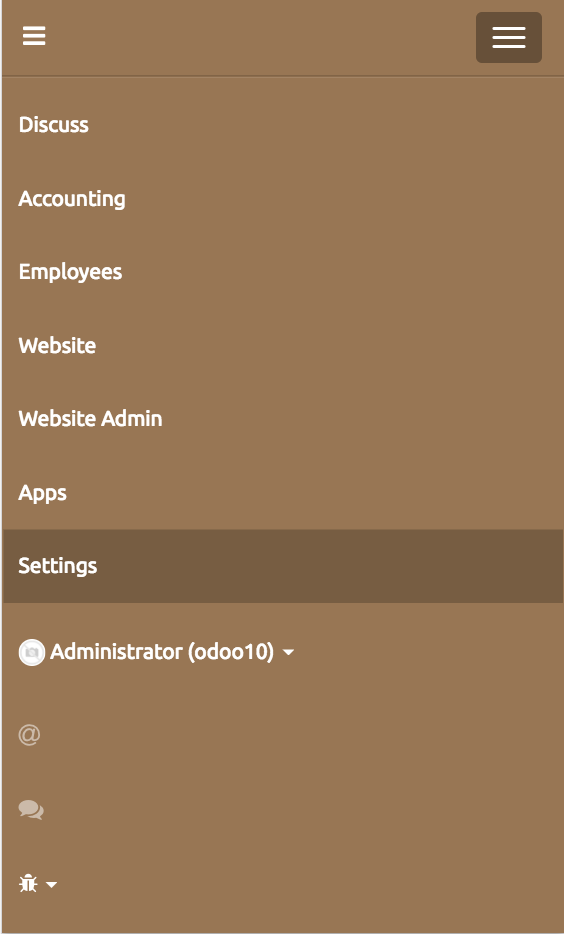 Discuss
Accounting
Employees
Website
Website Admin
Apps
Settings
Administrator (odoo10)
@